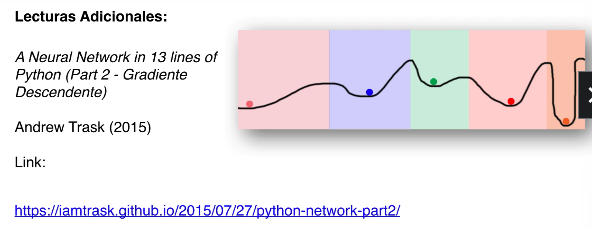 Lecturas Adicionales:
A Neural Network in 13 lines of
Python (Part 2 - Gradiente
Descendente)
Andrew Trask (2015)
Link:
https://iamtrask.github.io/2015/07/27/python-network-part2/